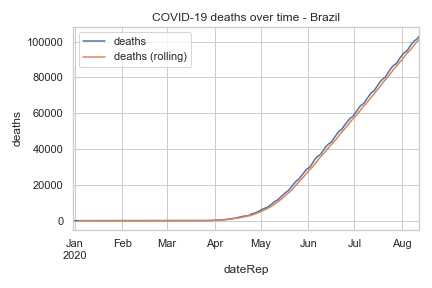 COVID-19 deaths over time - Brazil
deaths
deaths (rolling)
100000
80000
60000
40000
20000
0
deaths
Jan Feb Mar Apr May Jun Jul Aug
2020
dateRep